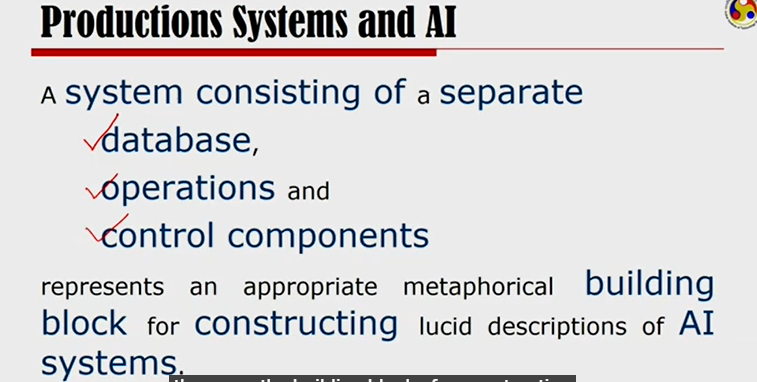 Productions Systems and AI
A system consisting of a separate
database,
operations and
control components
represents an appropriate metaphorical building
block for constructing lucid descriptions of AI
systems.